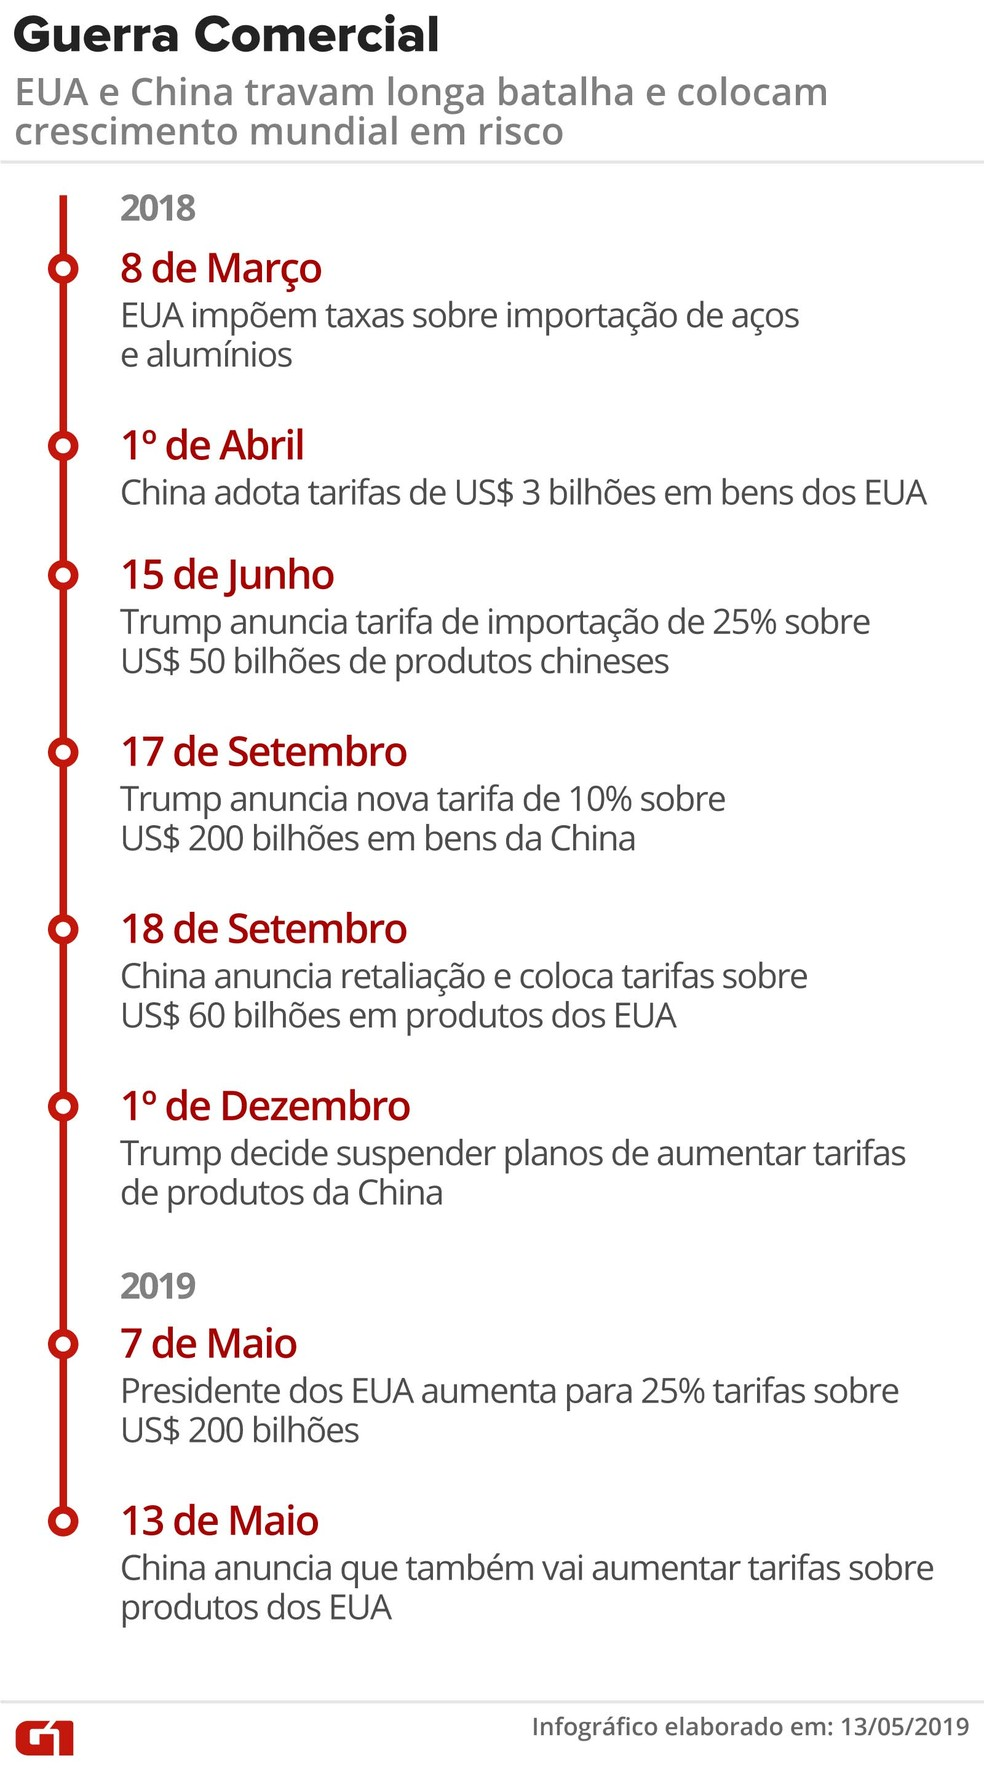 Guerra Comercial
EUA e China travam longa batalha e colocam
crescimento mundial em risco
2018
8 de Março
EUA impõem taxas sobre importação de aços
e alumínios
1º de Abril
China adota tarifas de US$ 3 bilhões em bens dos EUA
15 de Junho
Trump anuncia tarifa de importação de 25% sobre
US$ 50 bilhões de produtos chineses
17 de Setembro
Trump anuncia nova tarifa de 10% sobre
US$ 200 bilhões em bens da China
18 de Setembro
China anuncia retaliação e coloca tarifas sobre
US$ 60 bilhões em produtos dos EUA
1º de Dezembro
Trump decide suspender planos de aumentar tarifas
de produtos da China
2019
7 de Maio
Presidente dos EUA aumenta para 25% tarifas sobre
US$ 200 bilhões
13 de Maio
China anuncia que também vai aumentar tarifas sobre
produtos dos EUA
G1
Infográfico elaborado em: 13/05/2019